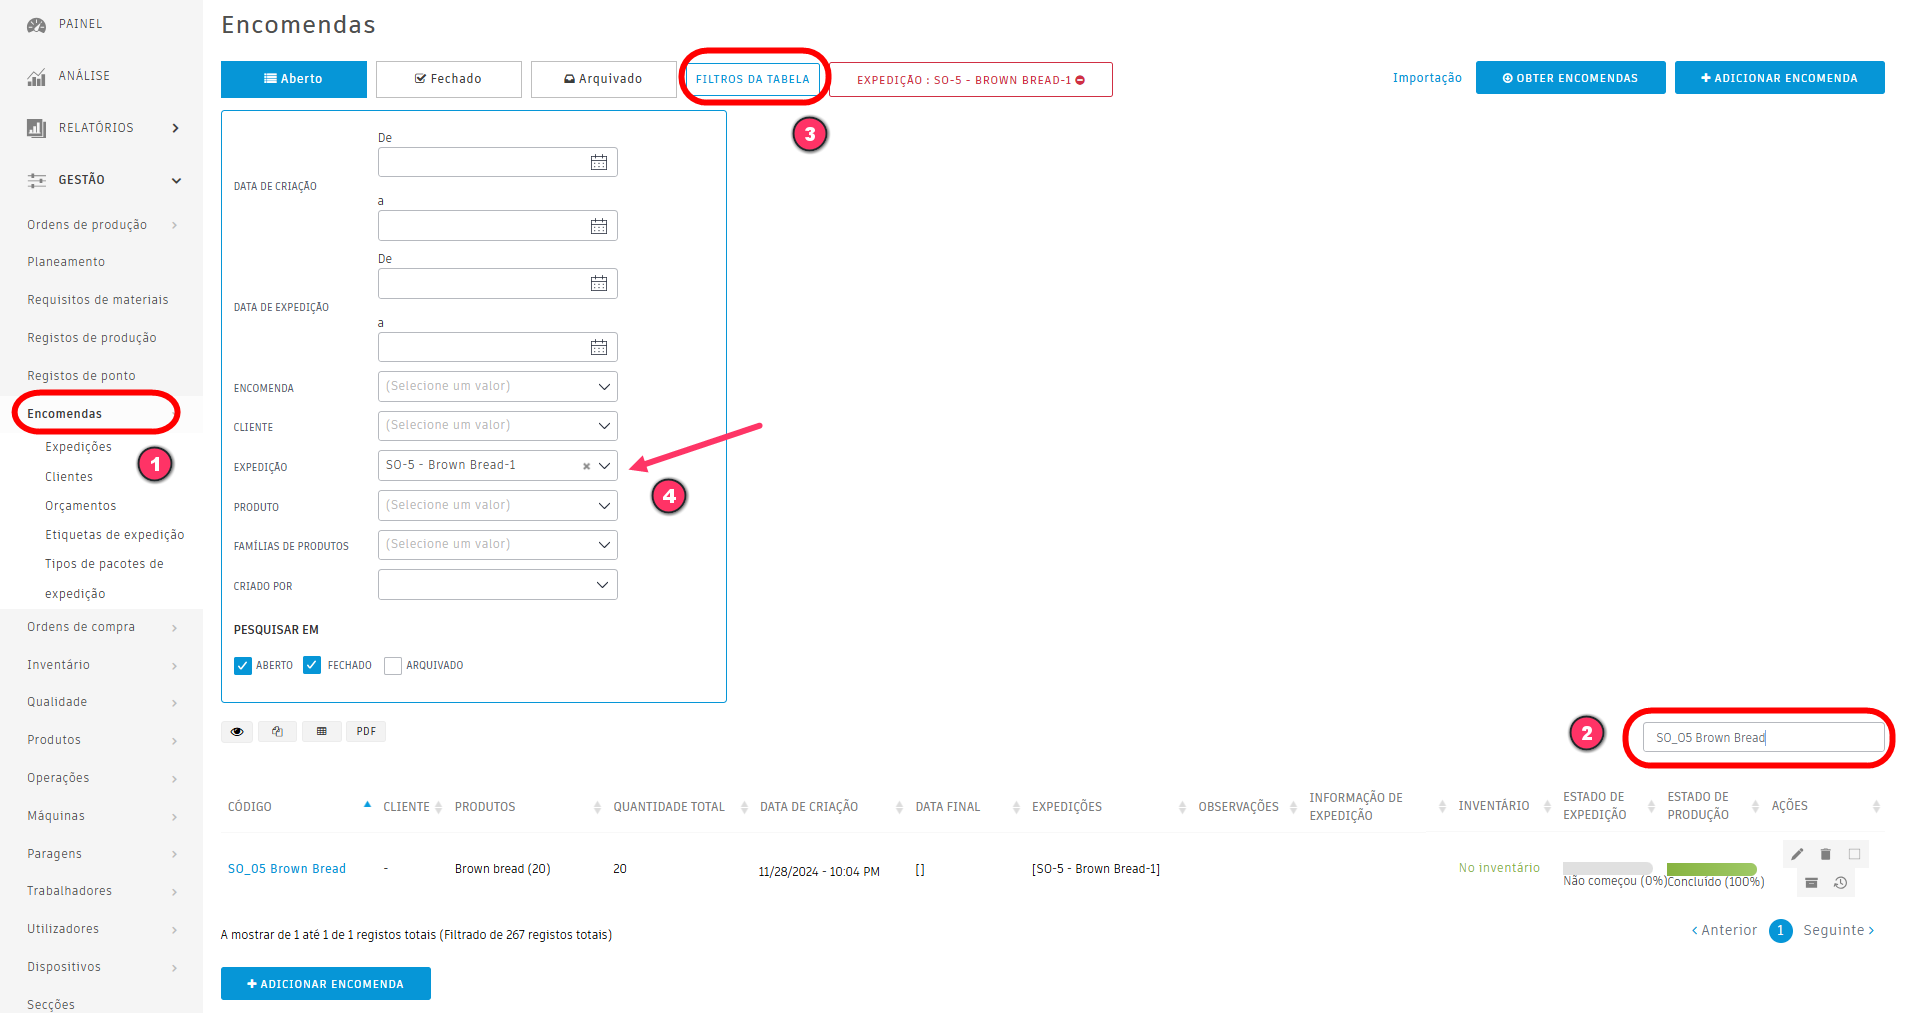 PAINEL
ANÁLISE
RELATÓRIOS
GESTÃO
Ordens de produção
Planeamento
Requisitos de materiais
Registos de produção
Registos de ponto
Encomendas
1
Expedições
Clientes
Orçamentos
Etiquetas de expedição
Tipos de pacotes de
expedição
Ordens de compra
Inventário
Qualidade
Produtos
Operações
Máquinas
Paragens
Trabalhadores
Utilizadores
Dispositivos
Secções
Encomendas
Aberto
Fechado
Arquivado
FILTROS DA TABELA
EXPEDIÇÃO : SO-5 - BROWN BREAD-1
Importação
OBTER ENCOMENDAS
ADICIONAR ENCOMENDA
3
De
DATA DE CRIAÇÃO
a
De
DATA DE EXPEDIÇÃO
a
ENCOMENDA (Selecione um valor)
CLIENTE (Selecione um valor)
EXPEDIÇÃO SO-5 - Brown Bread-1
4
PRODUTO (Selecione um valor)
FAMÍLIAS DE PRODUTOS (Selecione um valor)
CRIADO POR
PESQUISAR EM
ABERTO FECHADO ARQUIVADO
PDF
2
SO_05 Brown Bread
CÓDIGO CLIENTE PRODUTOS QUANTIDADE TOTAL DATA DE CRIAÇÃO DATA FINAL EXPEDIÇÕES OBSERVAÇÕES INFORMAÇÃO DE EXPEDIÇÃO INVENTÁRIO ESTADO DE EXPEDIÇÃO ESTADO DE PRODUÇÃO AÇÕES
SO_05 Brown Bread - Brown bread (20) 20 11/28/2024 - 10:04 PM [] [SO-5 - Brown Bread-1] No inventário Não começou (0%) Concluído (100%)
A mostrar de 1 até 1 de 1 registos totais (Filtrado de 267 registos totais)
Anterior 1 Seguinte
ADICIONAR ENCOMENDA